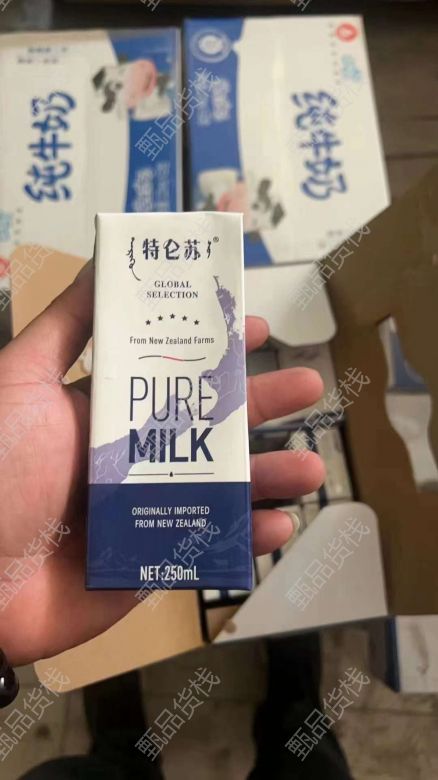 纯牛奶
纯牛奶
特仑苏®
GLOBAL
SELECTION
From New Zealand Farms
PURE
MILK
ORIGINALLY IMPORTED
FROM NEW ZEALAND
NET:250mL
甄品货栈